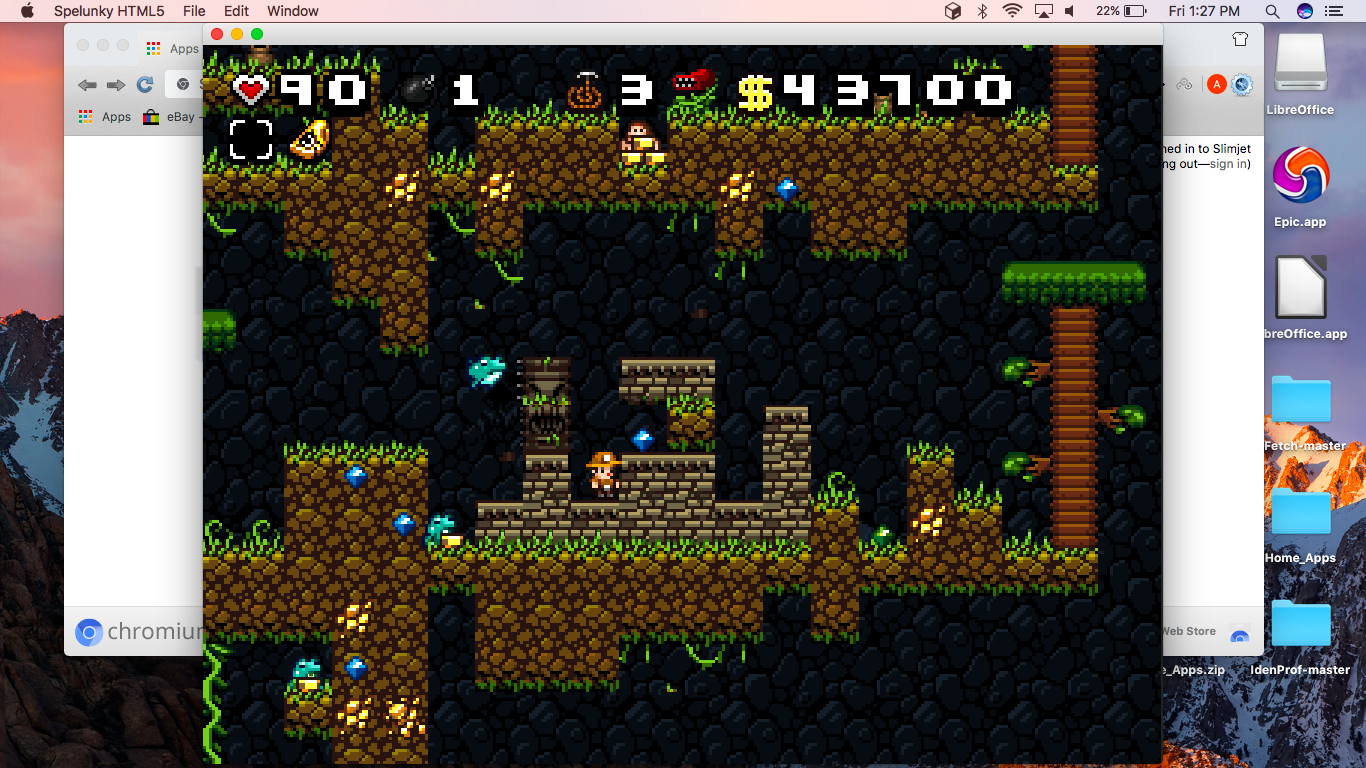 Spelunky HTML5 File Edit Window 22% Fri 1:27 PM
Apps S
A
Apps eBay
90 1 3 $43700
LibreOffice
ned in to Slimjet
ng out—sign in)
Epic.app
breOffice.app
Fetch-master
Home_Apps
chromium
Web Store
e_Apps.zip IdenProf-master